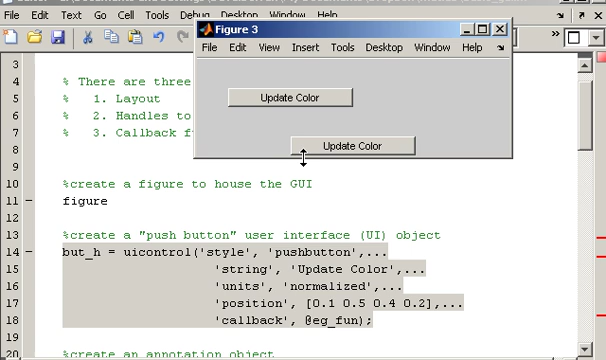 File Edit Text Go Cell Tools Debug Desktop Window Help
Figure 3
File Edit View Insert Tools Desktop Window Help
Update Color
Update Color
3
4 % There are three
5 % 1. Layout
6 % 2. Handles to
7 % 3. Callback f
8
9
10 %create a figure to house the GUI
11 figure
12
13 %create a "push button" user interface (UI) object
14 but_h = uicontrol('style', 'pushbutton',...
15 'string', 'Update Color',...
16 'units', 'normalized',...
17 'position', [0.1 0.5 0.4 0.2],...
18 'callback', @eg_fun);
19
20 %create an annotation object